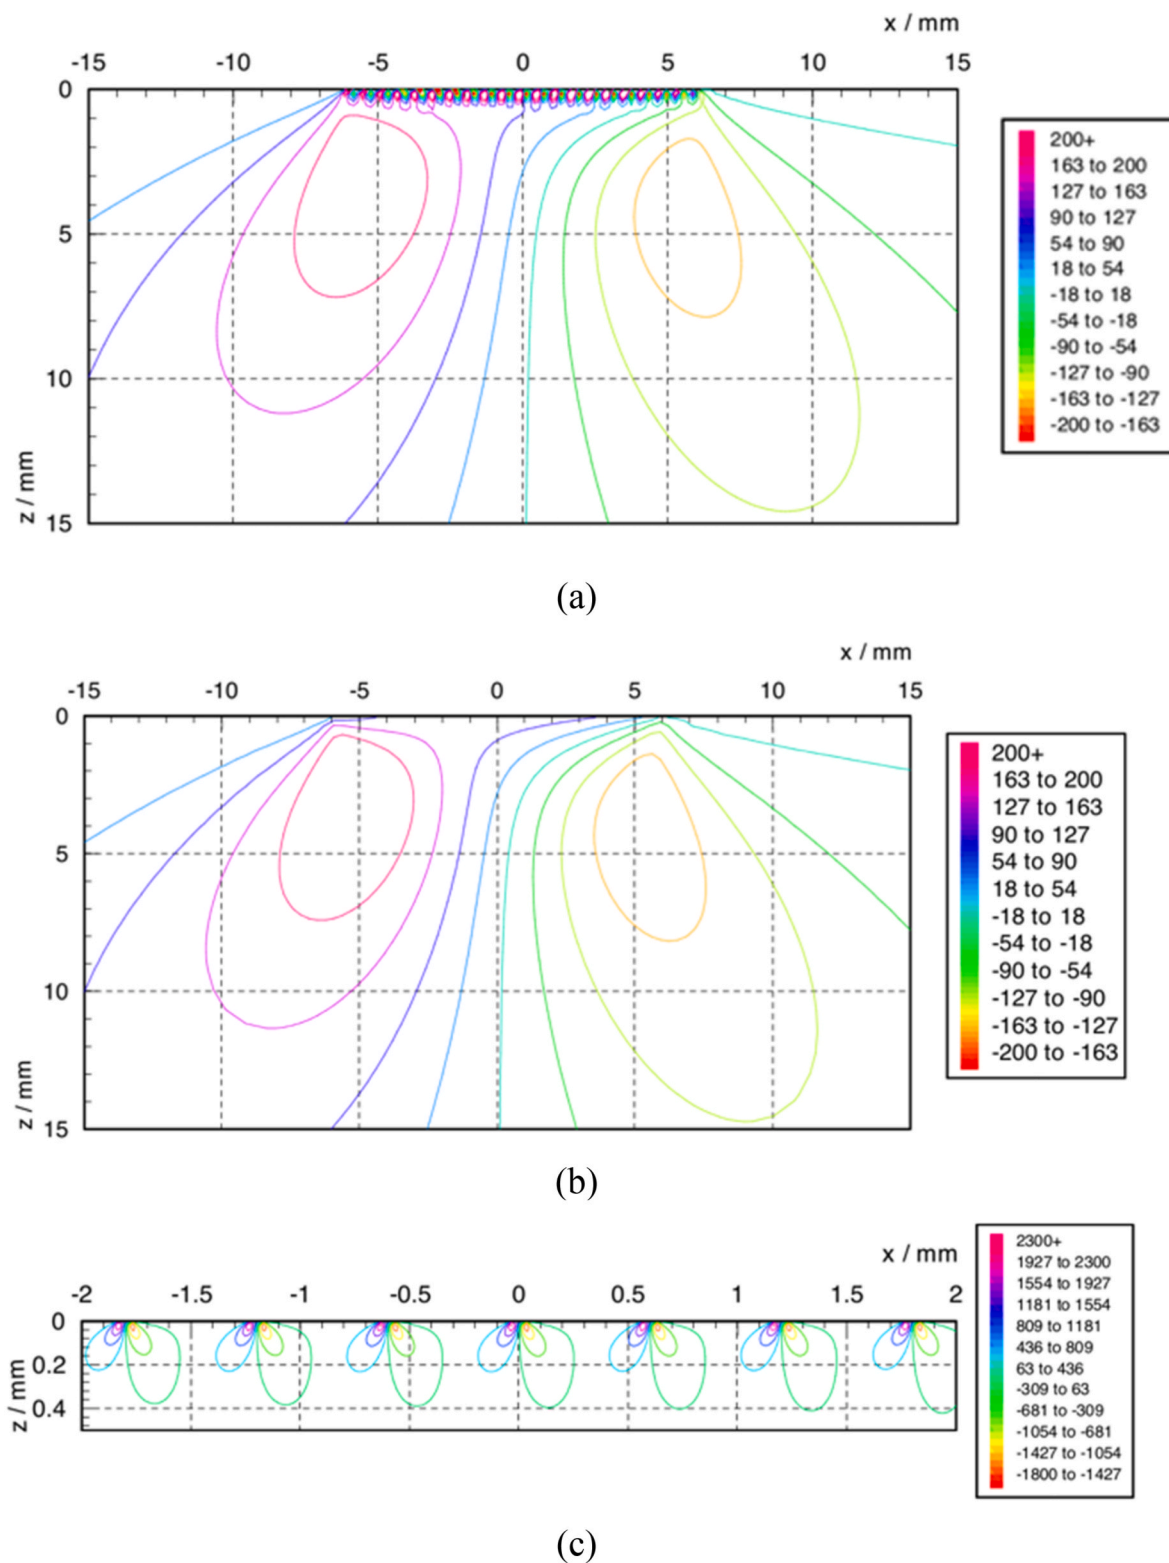 x / mm
-15 -10 -5 0 5 10 15
0
5
10
15
z / mm
200+
163 to 200
127 to 163
90 to 127
54 to 90
18 to 54
-18 to 18
-54 to -18
-90 to -54
-127 to -90
-163 to -127
-200 to -163
(a)
x / mm
-15 -10 -5 0 5 10 15
0
5
10
15
z / mm
200+
163 to 200
127 to 163
90 to 127
54 to 90
18 to 54
-18 to 18
-54 to -18
-90 to -54
-127 to -90
-163 to -127
-200 to -163
(b)
x / mm
-2 -1.5 -1 -0.5 0 0.5 1 1.5 2
0
0.2
0.4
z / mm
2300+
1927 to 2300
1554 to 1927
1181 to 1554
809 to 1181
436 to 809
63 to 436
-309 to 63
-681 to -309
-1054 to -681
-1427 to -1054
-1800 to -1427
(c)